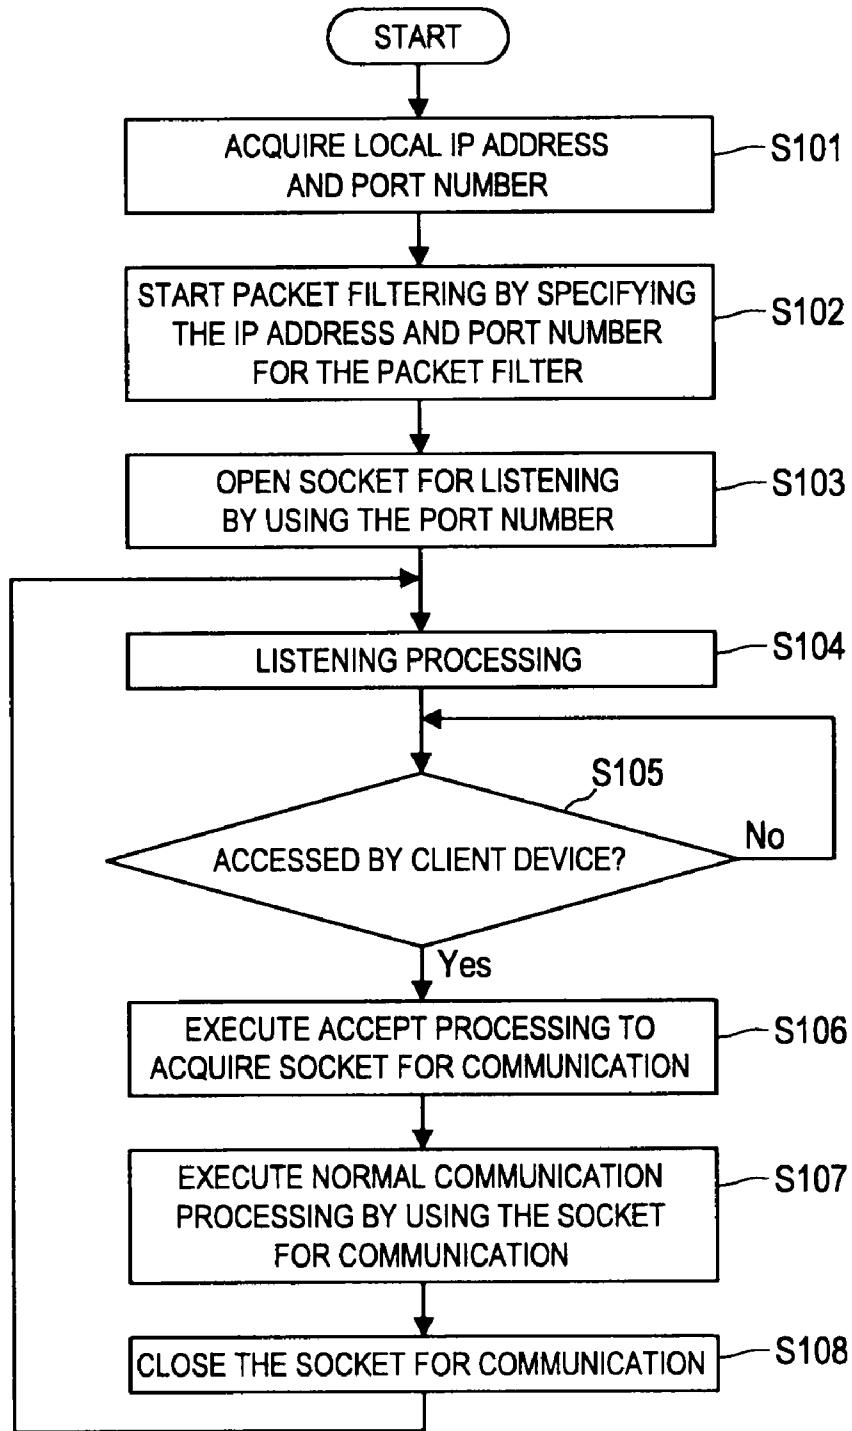 START
ACQUIRE LOCAL IP ADDRESS
AND PORT NUMBER
S101
START PACKET FILTERING BY SPECIFYING
THE IP ADDRESS AND PORT NUMBER
FOR THE PACKET FILTER
S102
OPEN SOCKET FOR LISTENING
BY USING THE PORT NUMBER
S103
LISTENING PROCESSING
S104
S105
ACCESSED BY CLIENT DEVICE?
No
Yes
EXECUTE ACCEPT PROCESSING TO
ACQUIRE SOCKET FOR COMMUNICATION
S106
EXECUTE NORMAL COMMUNICATION
PROCESSING BY USING THE SOCKET
FOR COMMUNICATION
S107
CLOSE THE SOCKET FOR COMMUNICATION
S108